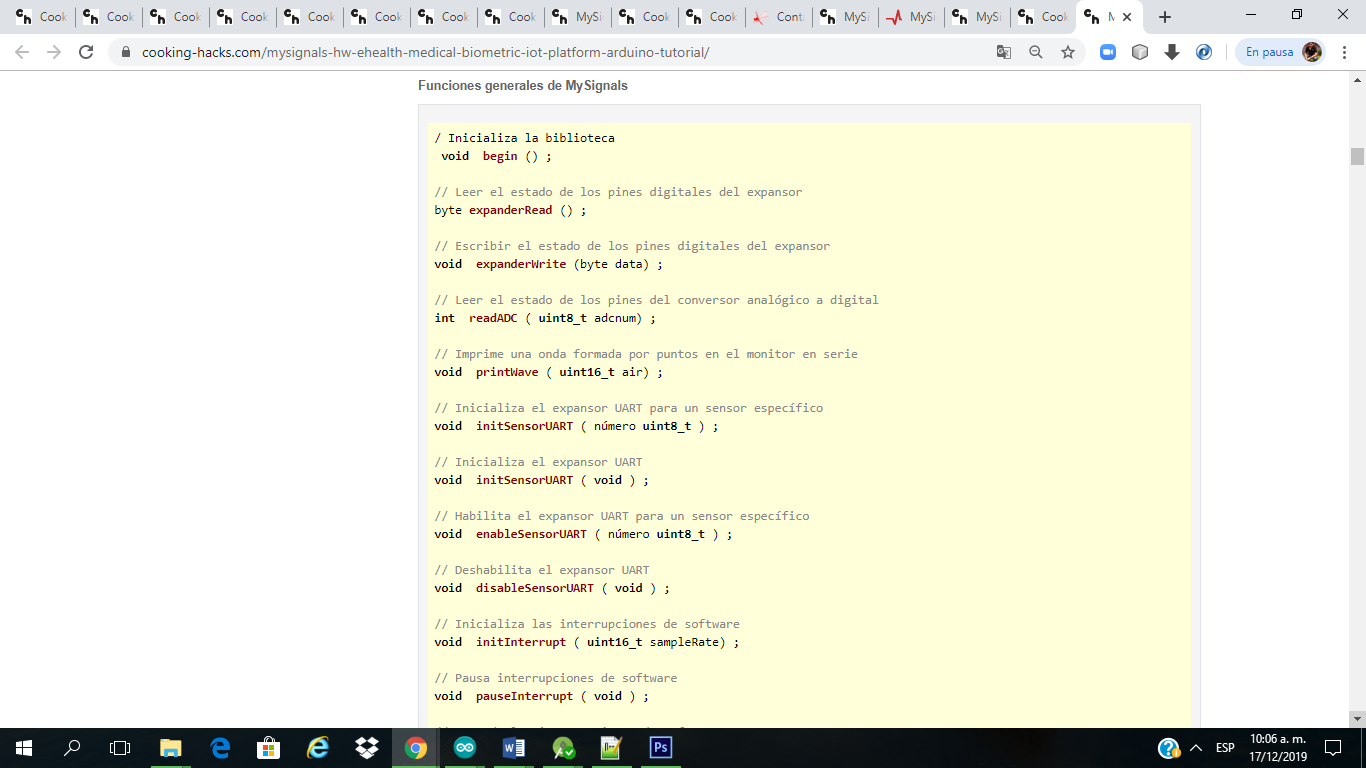 Cook
Cook
Cook
Cook
Cook
Cook
Cook
Cook
MySi
Cook
Cook
Conta
MySi
MySi
MySi
Cook
M
cooking-hacks.com/mysignals-hw-ehealth-medical-biometric-iot-platform-arduino-tutorial/
En pausa
Funciones generales de MySignals
/ Inicializa la biblioteca
void begin () ;
// Leer el estado de los pines digitales del expansor
byte expanderRead () ;
// Escribir el estado de los pines digitales del expansor
void expanderWrite (byte data) ;
// Leer el estado de los pines del conversor analógico a digital
int readADC ( uint8_t adcnum) ;
// Imprime una onda formada por puntos en el monitor en serie
void printWave ( uint16_t air) ;
// Inicializa el expansor UART para un sensor específico
void initSensorUART ( número uint8_t ) ;
// Inicializa el expansor UART
void initSensorUART ( void ) ;
// Habilita el expansor UART para un sensor específico
void enableSensorUART ( número uint8_t ) ;
// Deshabilita el expansor UART
void disableSensorUART ( void ) ;
// Inicializa las interrupciones de software
void initInterrupt ( uint16_t sampleRate) ;
// Pausa interrupciones de software
void pauseInterrupt ( void ) ;
ESP
10:06 a. m.
17/12/2019